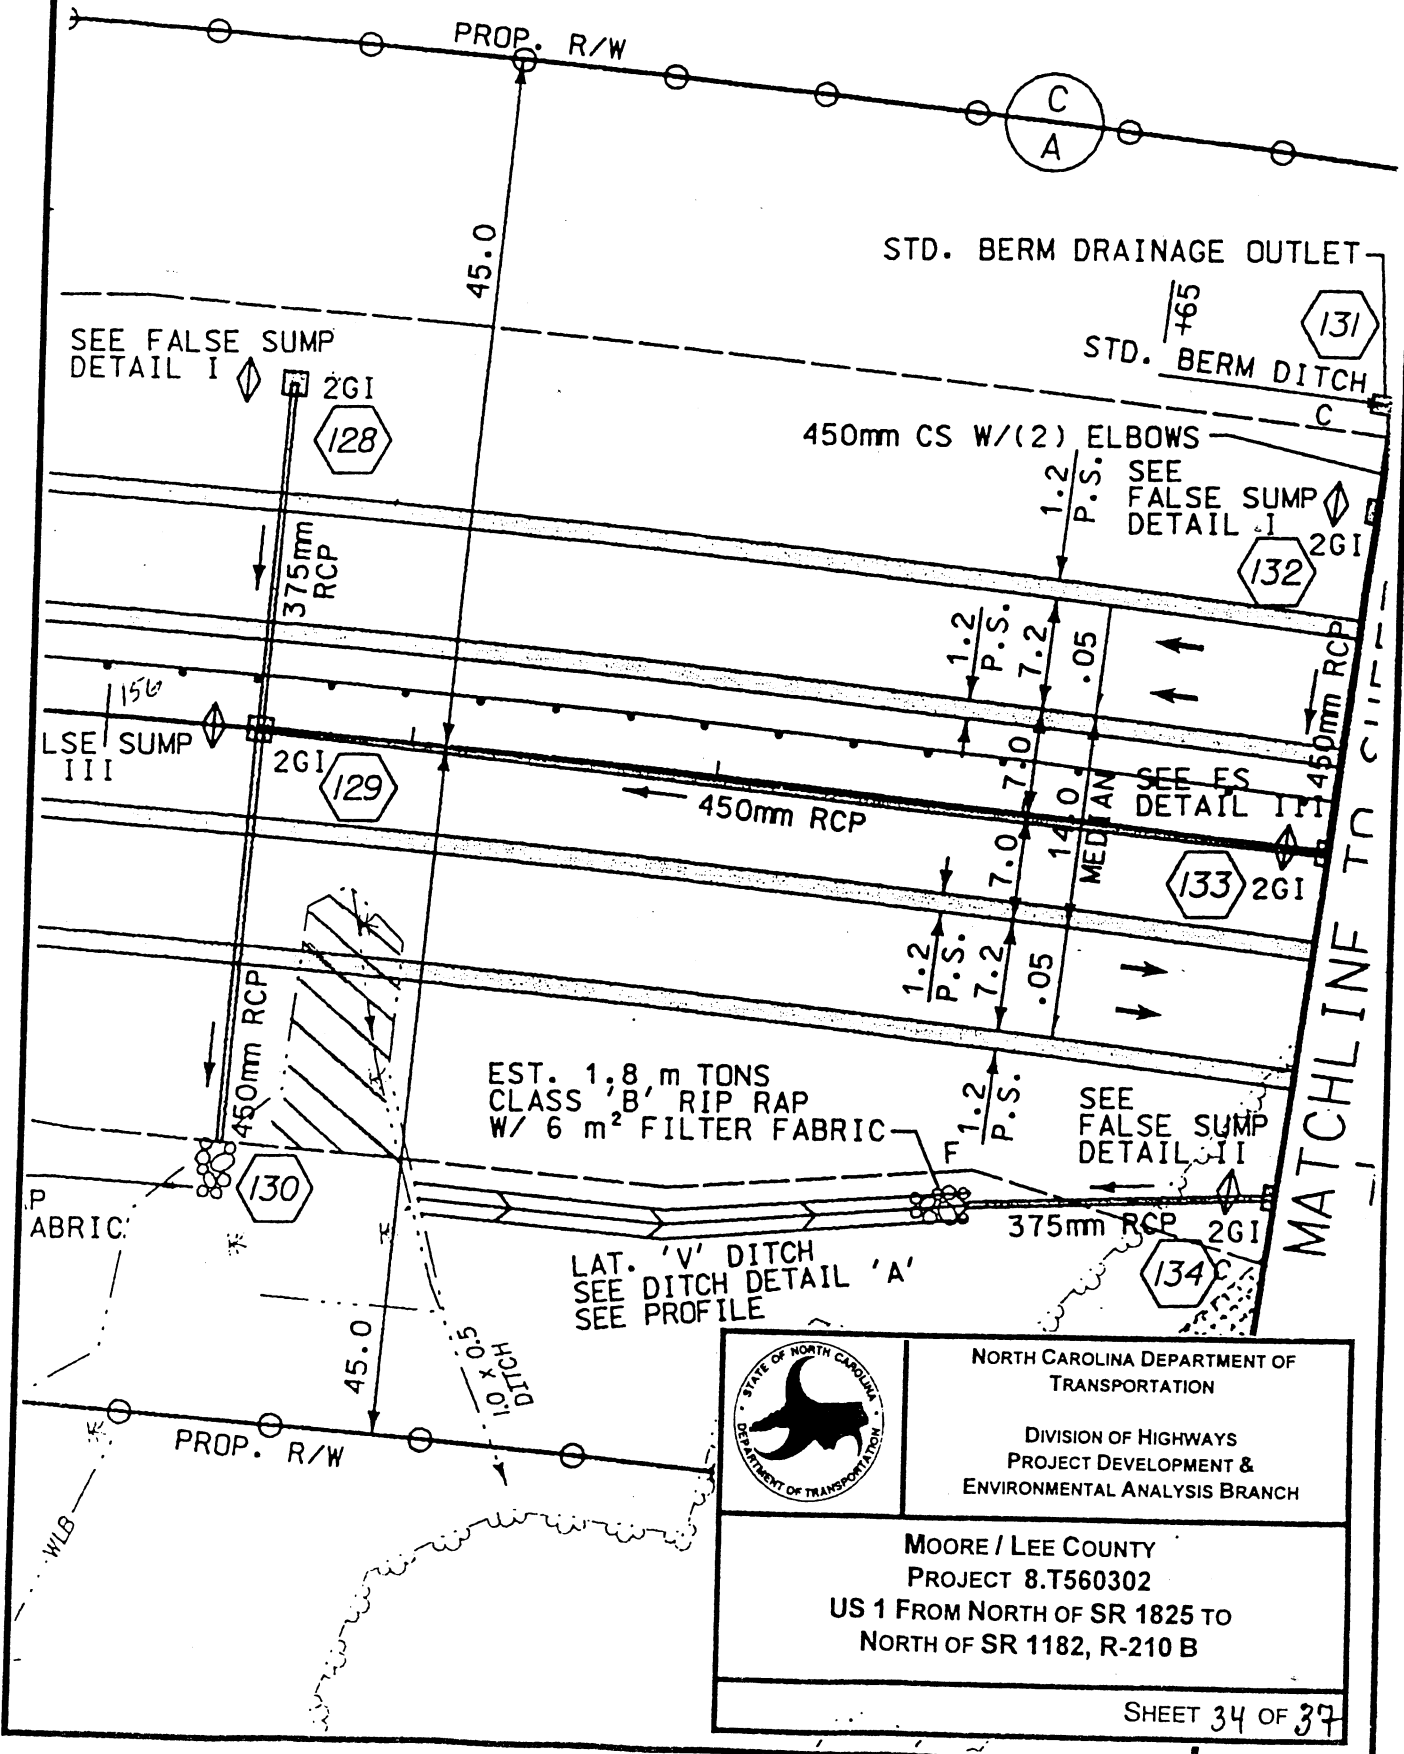 PROP. R/W
C
A
45.0
STD. BERM DRAINAGE OUTLET
+65
131
STD. BERM DITCH
C
SEE FALSE SUMP
DETAIL I
2GI
128
450mm CS W/(2) ELBOWS
1.2
P.S.
SEE
FALSE SUMP
DETAIL I
2GI
132
375mm
RCP
1.2
P.S.
7.2
.05
450mm RCP
156
LSE SUMP
III
2GI
129
450mm RCP
7.0
7.0
14.0
MEDIAN
SEE FS
DETAIL III
133
2GI
1.2
P.S.
7.2
.05
450mm RCP
EST. 1.8 m TONS
CLASS 'B' RIP RAP
W/ 6 m² FILTER FABRIC
1.2
P.S.
F
SEE
FALSE SUMP
DETAIL II
130
P
ABRIC
375mm RCP
2GI
134
C
LAT. 'V' DITCH
SEE DITCH DETAIL 'A'
SEE PROFILE
45.0
1.0 x 0.5
DITCH
PROP. R/W
WLB
MATCHLINE TO
STATE OF NORTH CAROLINA
DEPARTMENT OF TRANSPORTATION
NORTH CAROLINA DEPARTMENT OF
TRANSPORTATION
DIVISION OF HIGHWAYS
PROJECT DEVELOPMENT &
ENVIRONMENTAL ANALYSIS BRANCH
MOORE / LEE COUNTY
PROJECT 8.T560302
US 1 FROM NORTH OF SR 1825 TO
NORTH OF SR 1182, R-210 B
SHEET 34 OF 37